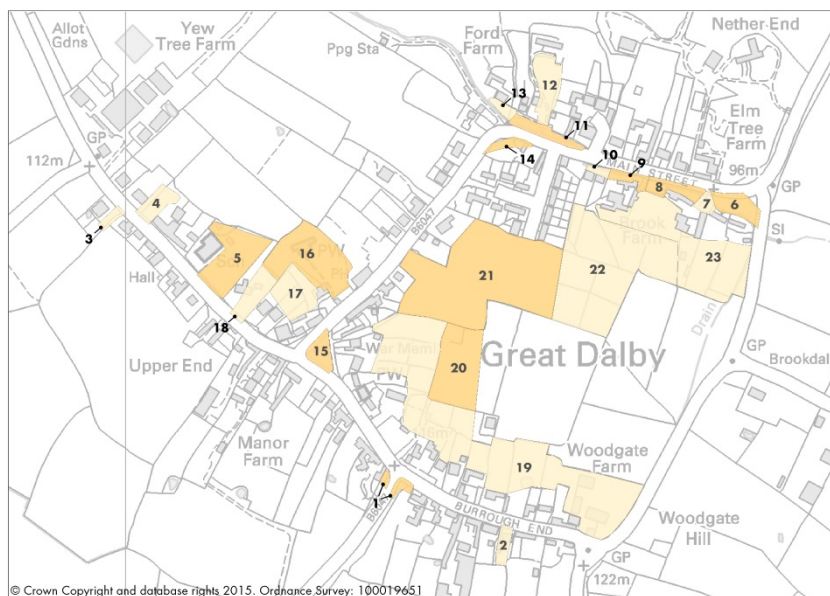 Allot
Gdns
Yew
Tree Farm
Nether End
Ppg Sta
Ford
Farm
13
12
11
Elm
Tree
Farm
GP
112m
14
10
9
MAIN STREET
96m
GP
8
7
6
4
3
B6047
Brook
Farm
SI
5
16
PW
PH
21
22
23
Hall
17
Drain
18
Upper End
15
War Meml
PW
20
Great Dalby
GP
Brookdal
Manor
Farm
19
Woodgate
Farm
1
B6047
BURROUGH END
2
Woodgate
Hill
GP
122m
© Crown Copyright and database rights 2015. Ordnance Survey: 100019651